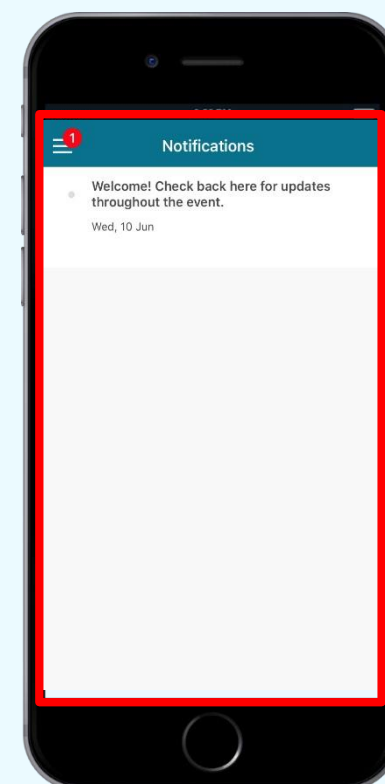 1
Notifications
Welcome! Check back here for updates
throughout the event.
Wed, 10 Jun